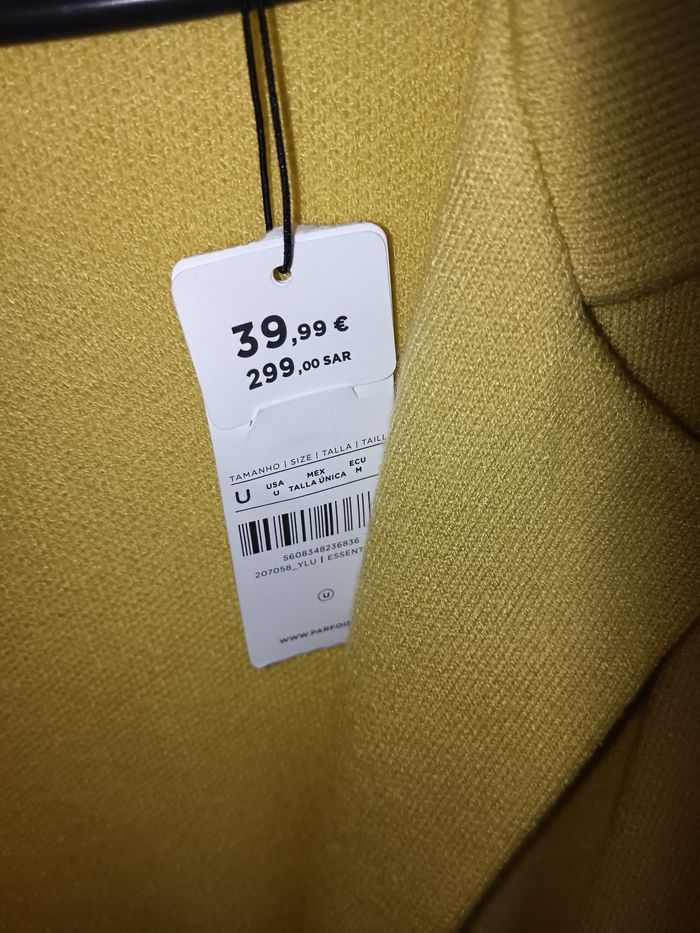 39,99 €
299,00 SAR
TAMANHO | SIZE | TALLA | TAILL
U USA U MEX TALLA ÚNICA ECU M
5608348236836
207058_YLU | ESSENT
U
WWW.PARFOIS